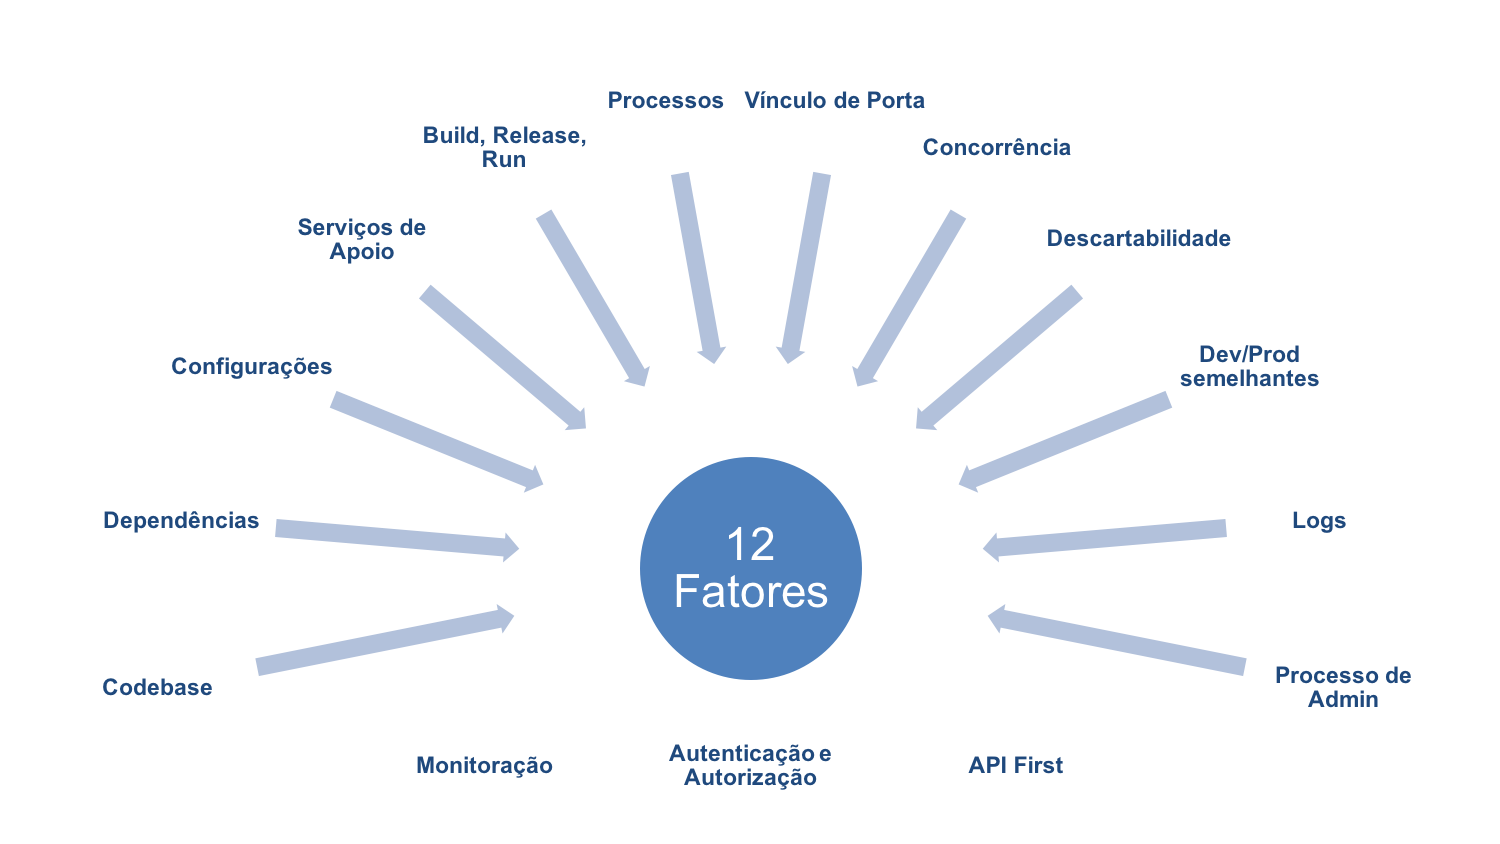 Processos
Vínculo de Porta
Build, Release,
Run
Concorrência
Serviços de
Apoio
Descartabilidade
Configurações
Dev/Prod
semelhantes
Dependências
Logs
12
Fatores
Codebase
Processo de
Admin
Monitoração
Autenticação e
Autorização
API First